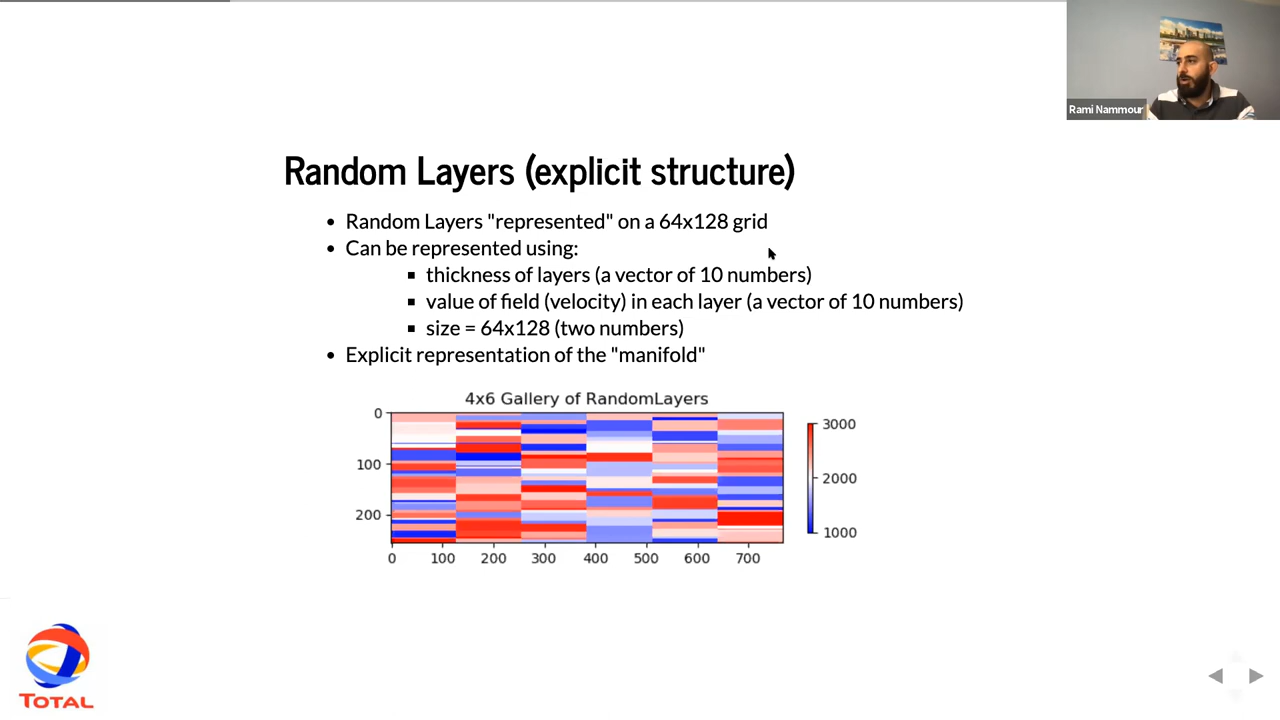 Rami Nammour
Random Layers (explicit structure)
• Random Layers "represented" on a 64x128 grid
• Can be represented using:
▪ thickness of layers (a vector of 10 numbers)
▪ value of field (velocity) in each layer (a vector of 10 numbers)
▪ size = 64x128 (two numbers)
• Explicit representation of the "manifold"
4x6 Gallery of RandomLayers
0
100
200
0 100 200 300 400 500 600 700
3000
2000
1000
TOTAL